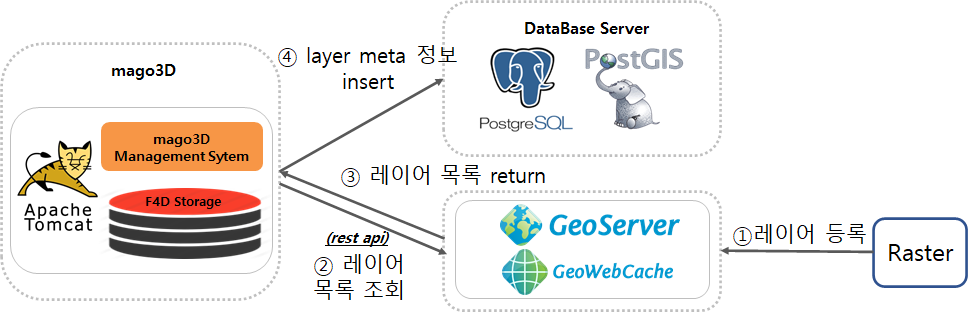 mago3D
mago3D
Management Sytem
F4D Storage
Apache
Tomcat
④ layer meta 정보
insert
DataBase Server
PostgreSQL
PostGIS
③ 레이어 목록 return
(rest api)
② 레이어
목록 조회
GeoServer
GeoWebCache
①레이어 등록
Raster